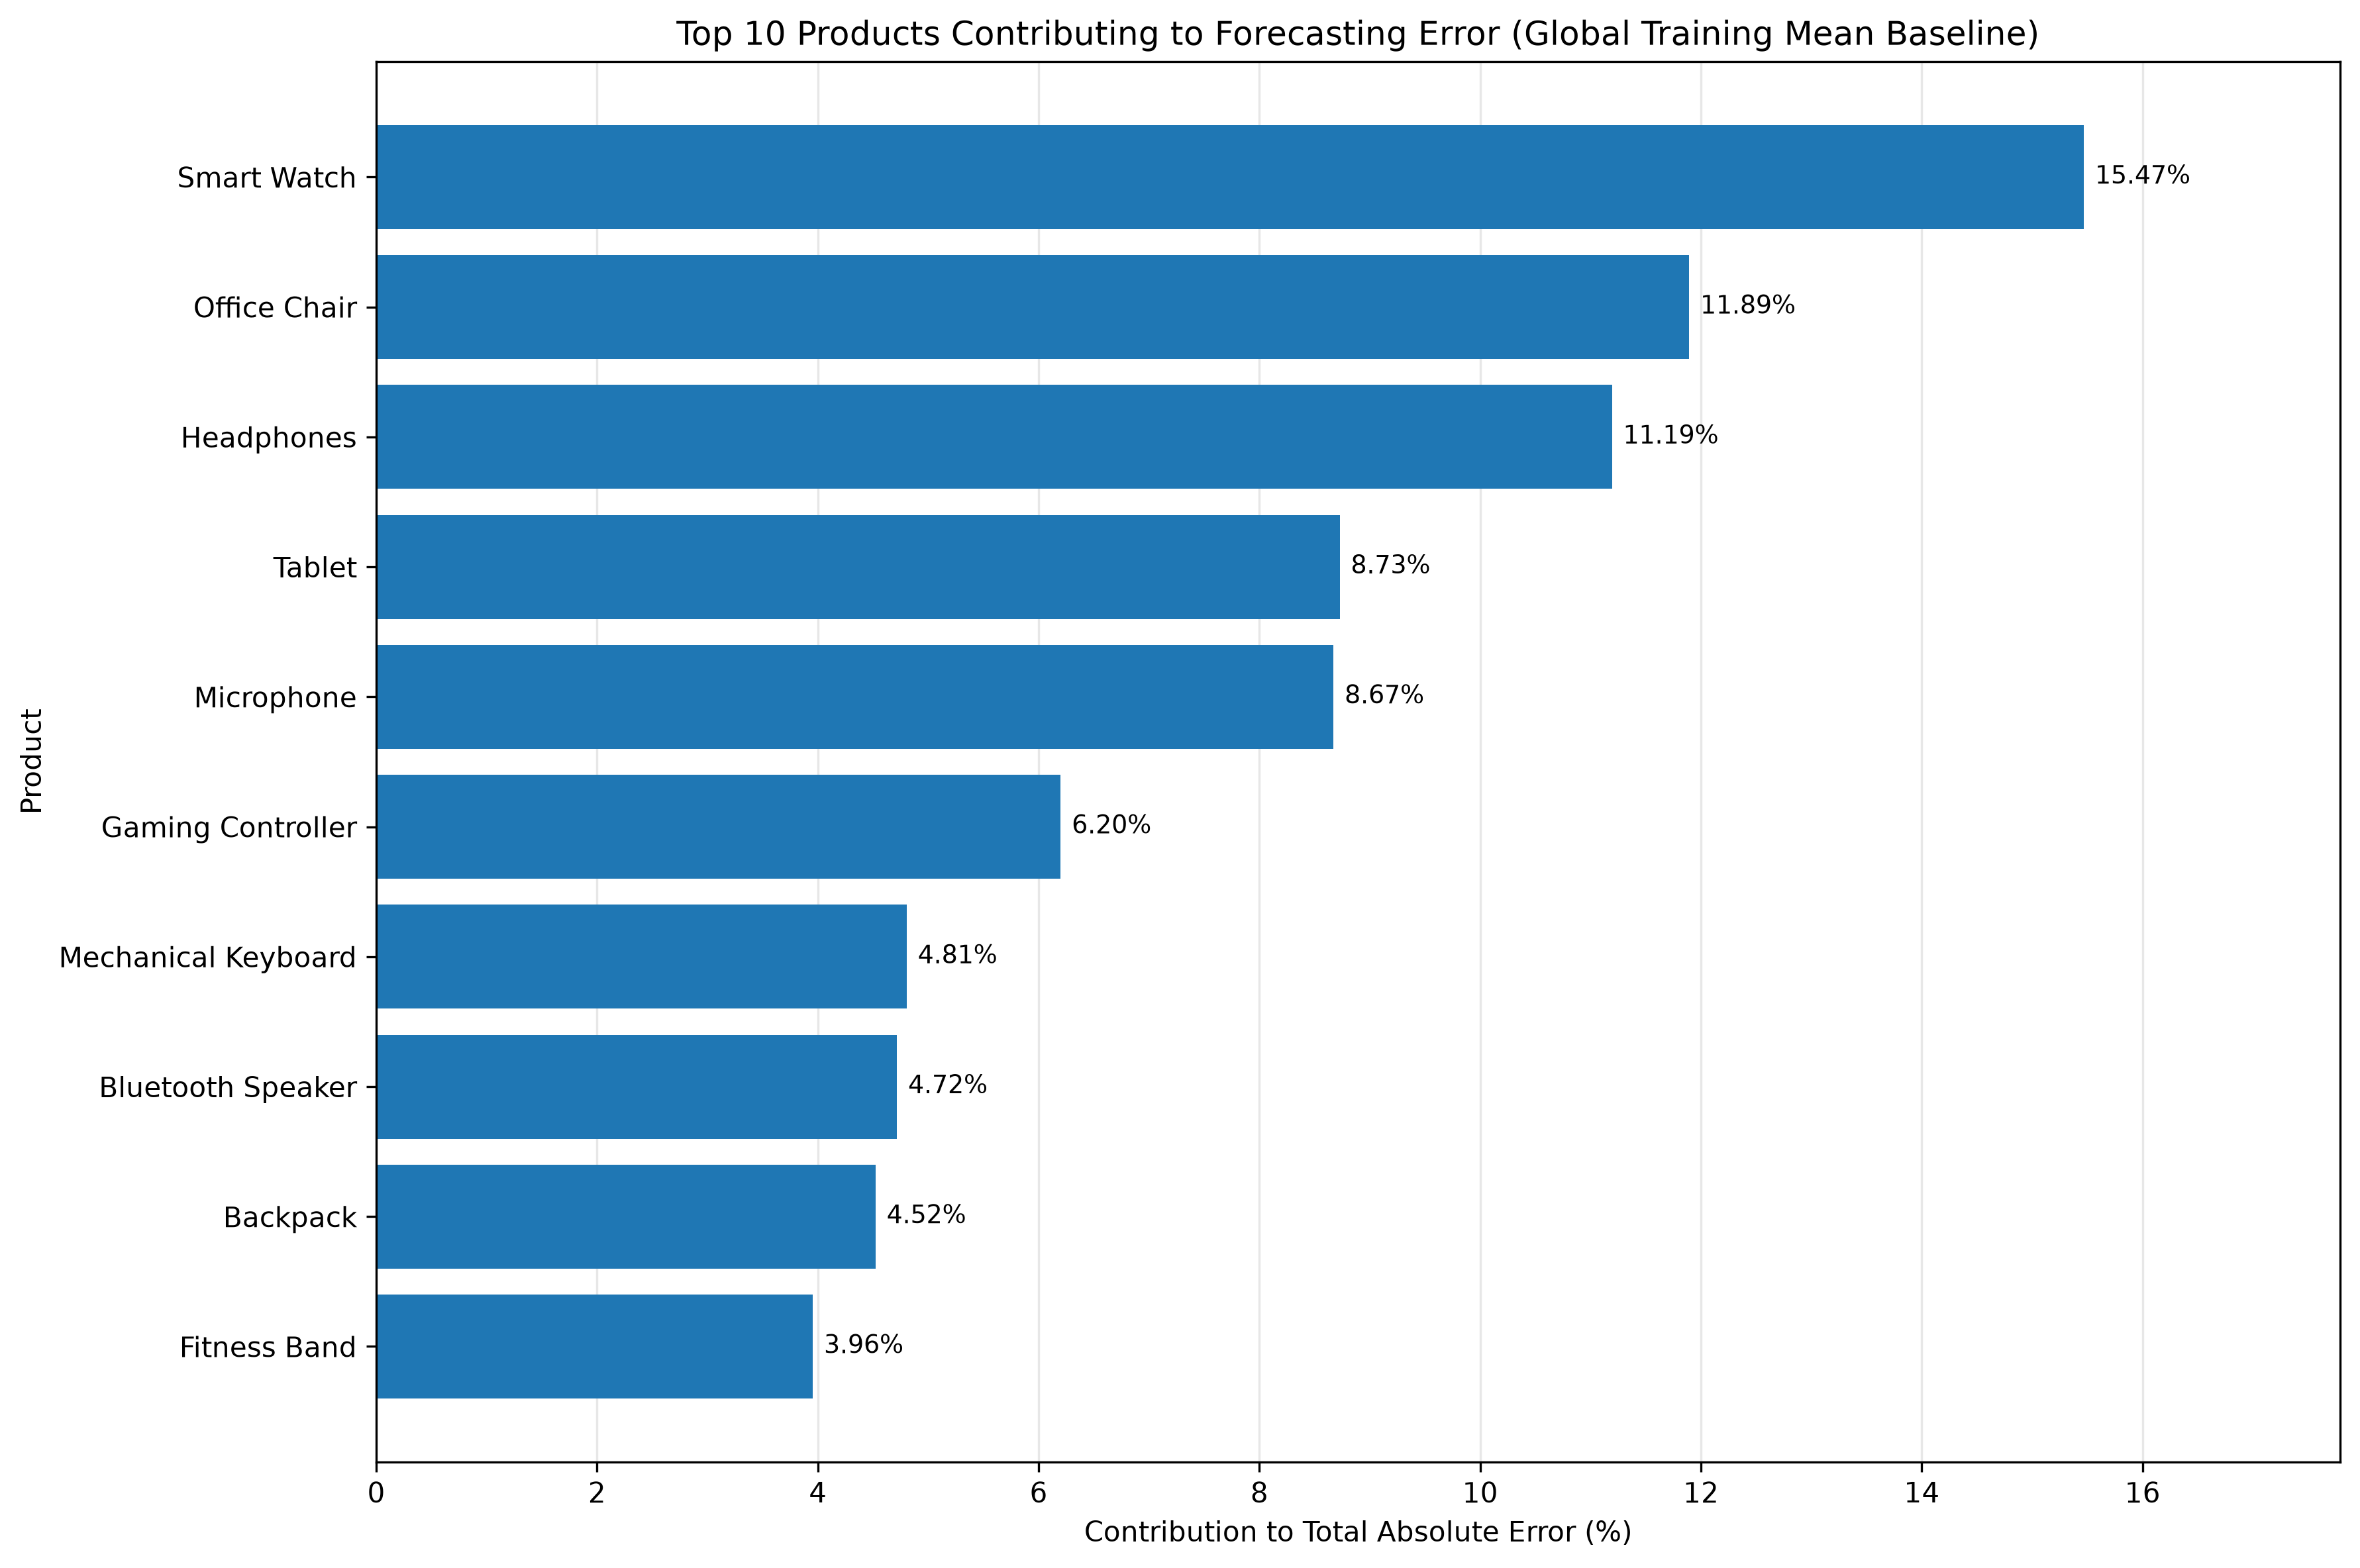 Top 10 Products Contributing to Forecasting Error (Global Training Mean Baseline)
Product
Smart Watch 15.47%
Office Chair 11.89%
Headphones 11.19%
Tablet 8.73%
Microphone 8.67%
Gaming Controller 6.20%
Mechanical Keyboard 4.81%
Bluetooth Speaker 4.72%
Backpack 4.52%
Fitness Band 3.96%
0 2 4 6 8 10 12 14 16
Contribution to Total Absolute Error (%)